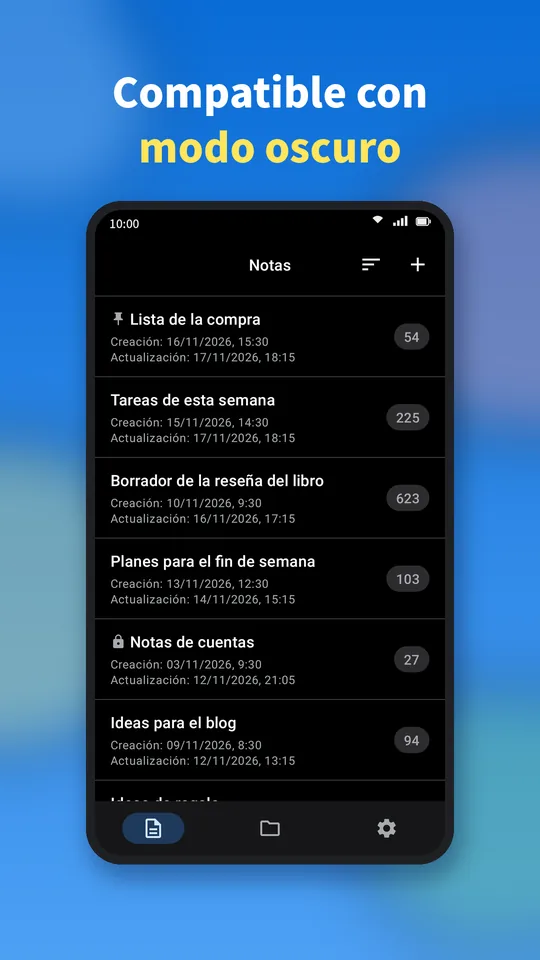 Compatible con
modo oscuro
10:00
Notas
Lista de la compra
Creación: 16/11/2026, 15:30
Actualización: 17/11/2026, 18:15
54
Tareas de esta semana
Creación: 15/11/2026, 14:30
Actualización: 17/11/2026, 18:15
225
Borrador de la reseña del libro
Creación: 10/11/2026, 9:30
Actualización: 16/11/2026, 17:15
623
Planes para el fin de semana
Creación: 13/11/2026, 12:30
Actualización: 14/11/2026, 15:15
103
Notas de cuentas
Creación: 03/11/2026, 9:30
Actualización: 12/11/2026, 21:05
27
Ideas para el blog
Creación: 09/11/2026, 8:30
Actualización: 12/11/2026, 13:15
94
Ideas de regalo